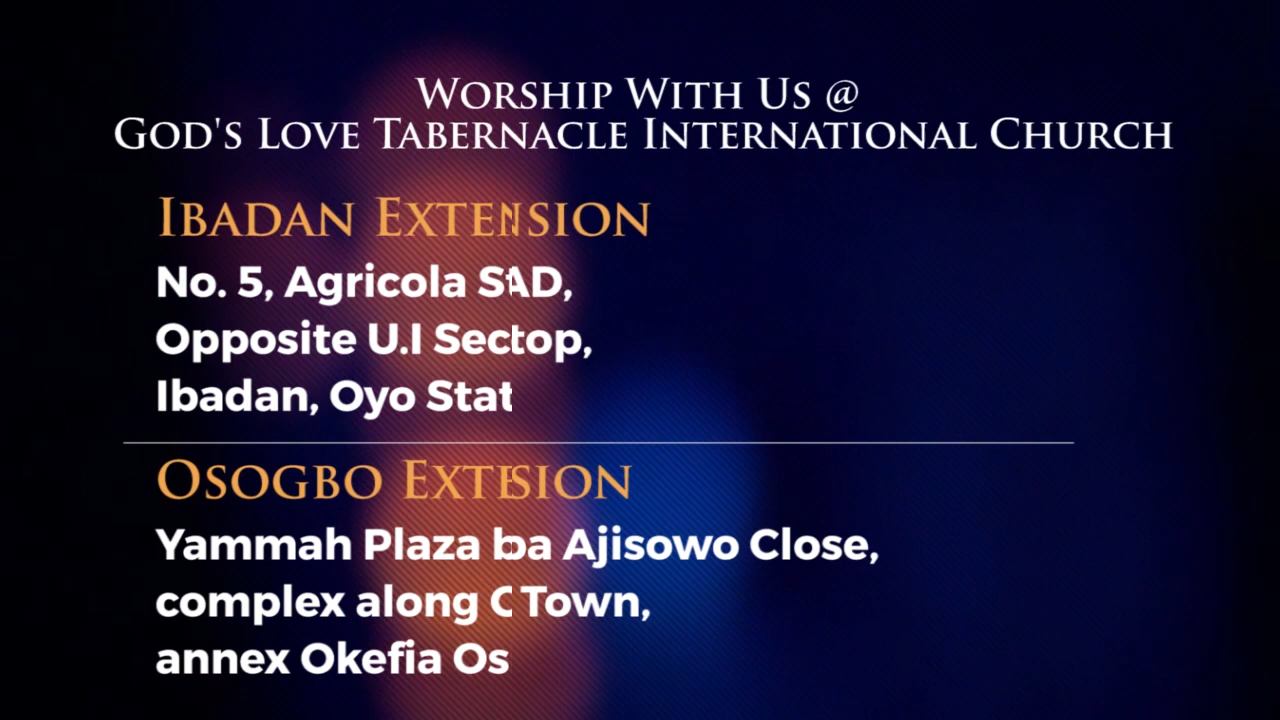 Worship With Us @
God's Love Tabernacle International Church
Ibadan Extension
No. 5, Agricola
Opposite U.I
Ibadan, Oyo
Osogbo
Yammah Plaza Ajisowo Close,
complex along Town,
annex Okefia